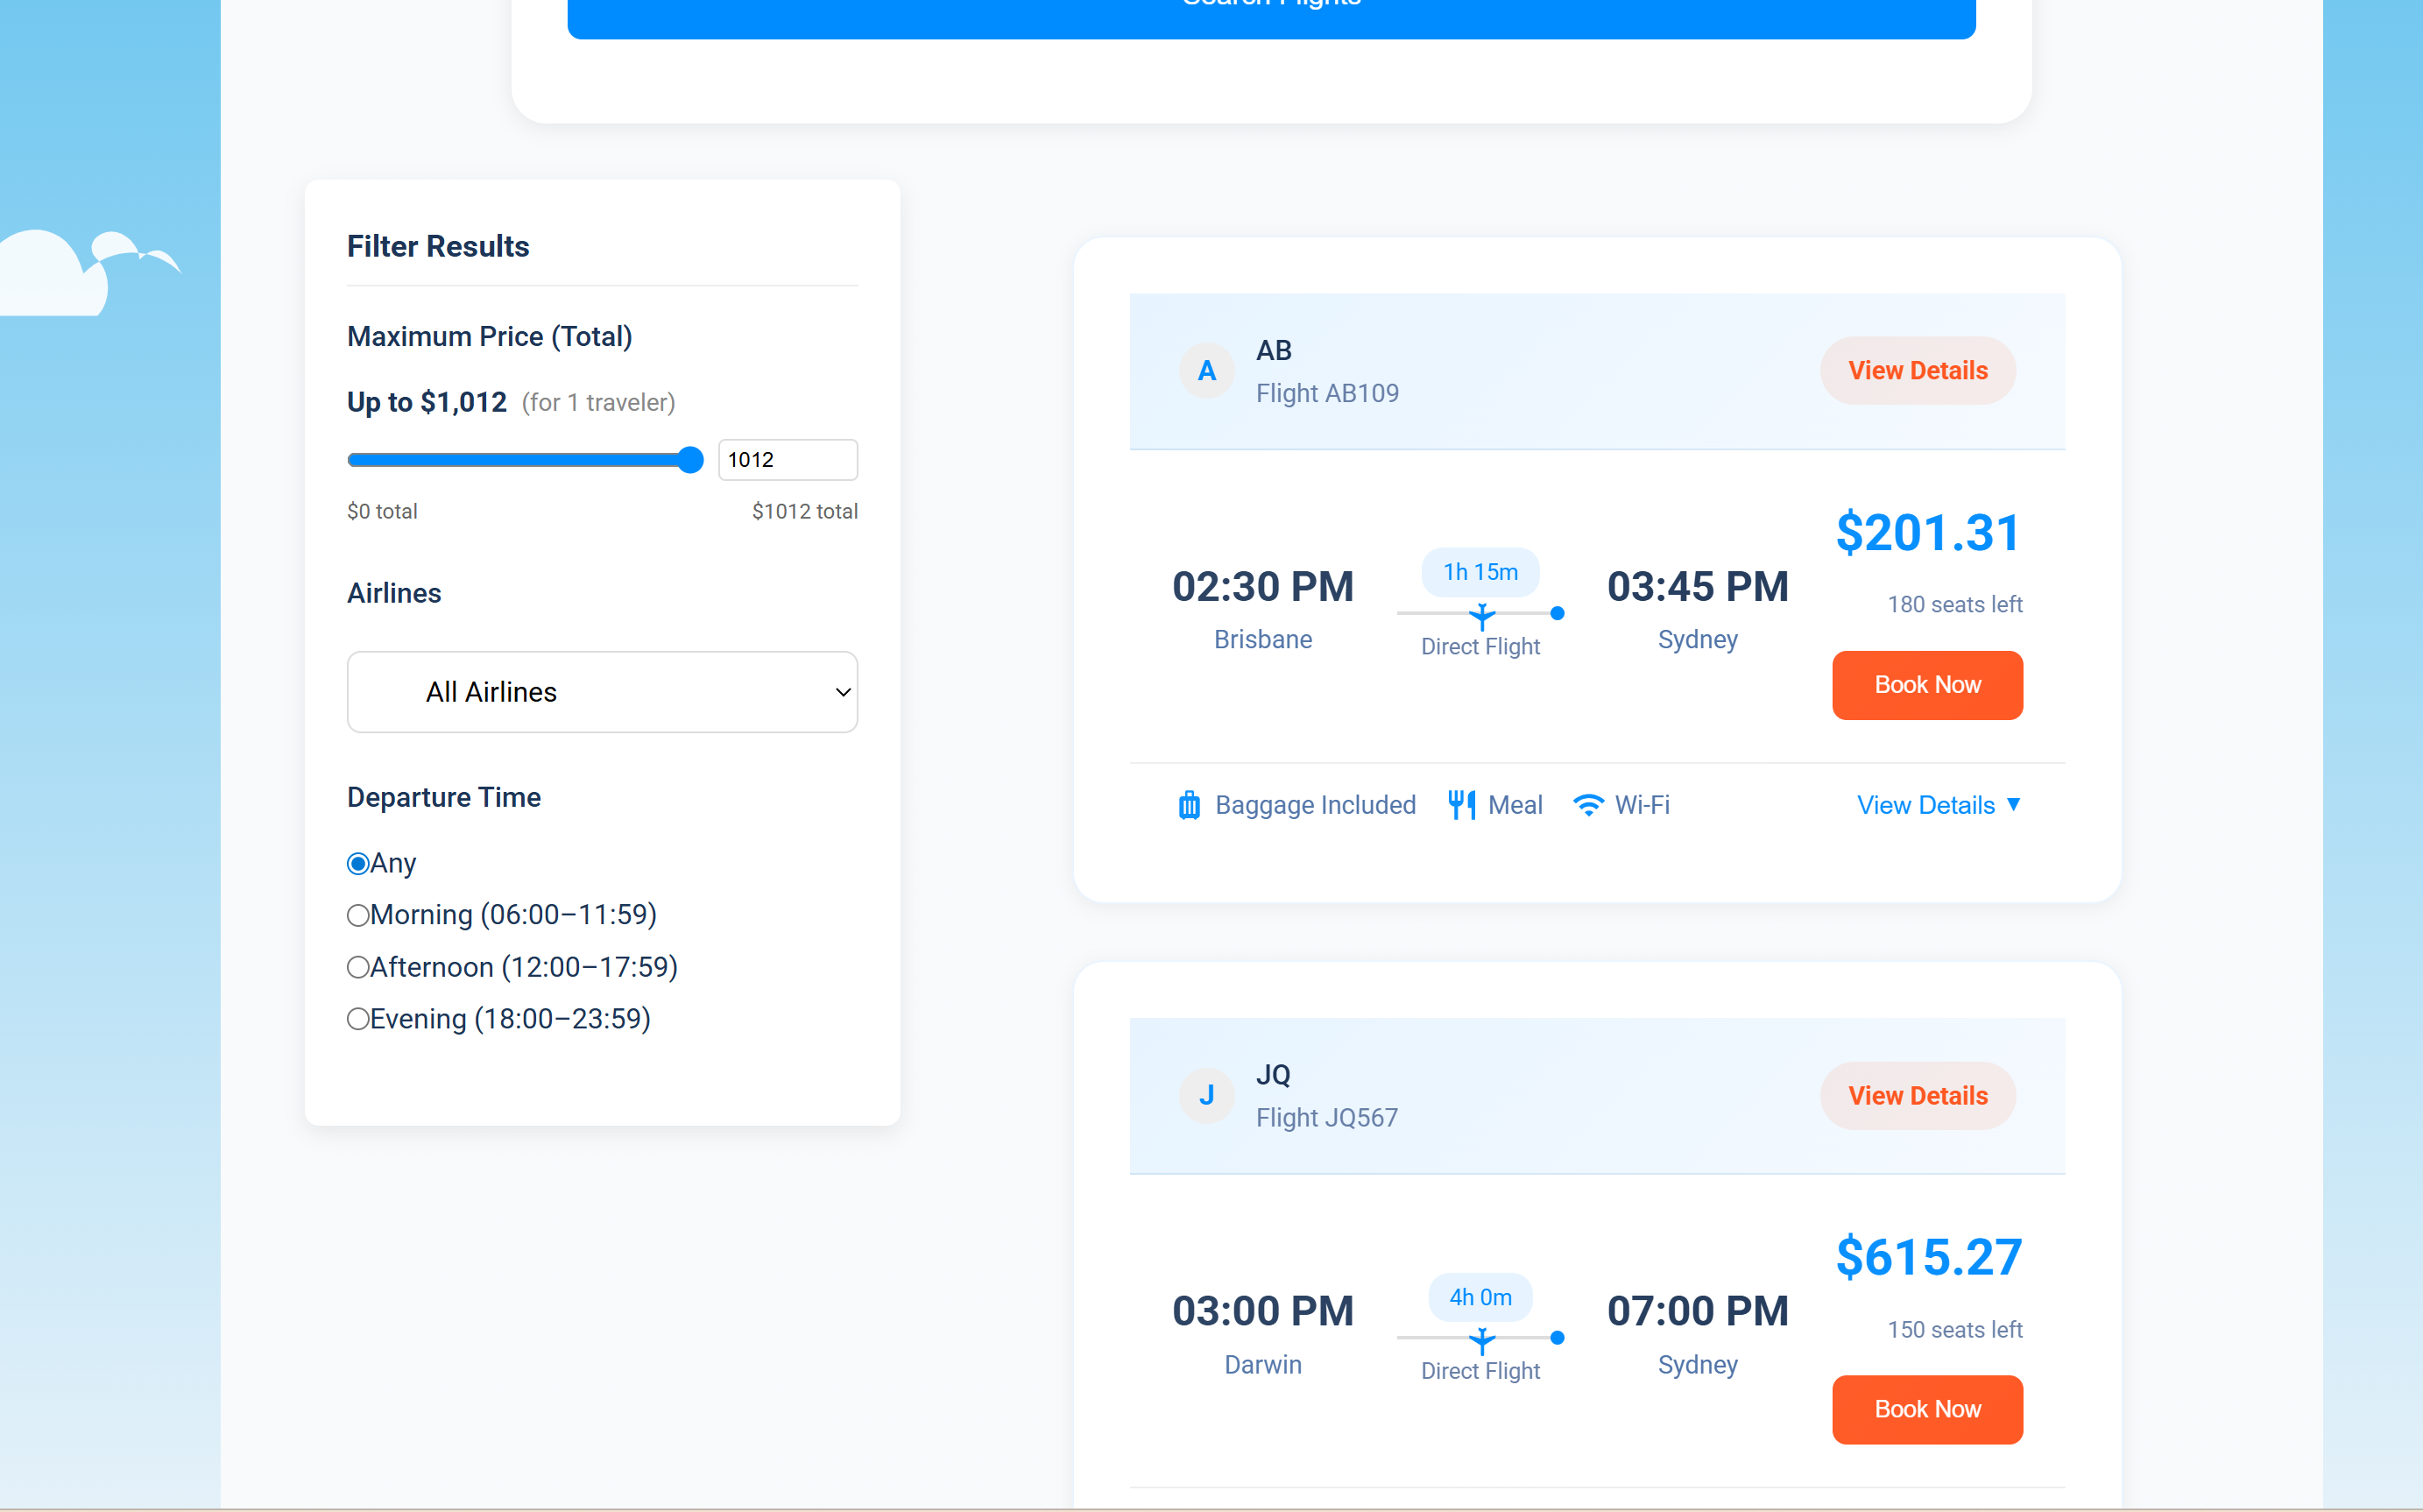 Search Flights
Filter Results
Maximum Price (Total)
Up to $1,012 (for 1 traveler)
1012
$0 total $1012 total
Airlines
All Airlines
Departure Time
Any
Morning (06:00–11:59)
Afternoon (12:00–17:59)
Evening (18:00–23:59)
A
AB
Flight AB109
View Details
02:30 PM
Brisbane
1h 15m
Direct Flight
03:45 PM
Sydney
$201.31
180 seats left
Book Now
Baggage Included Meal Wi-Fi View Details ▼
J
JQ
Flight JQ567
View Details
03:00 PM
Darwin
4h 0m
Direct Flight
07:00 PM
Sydney
$615.27
150 seats left
Book Now